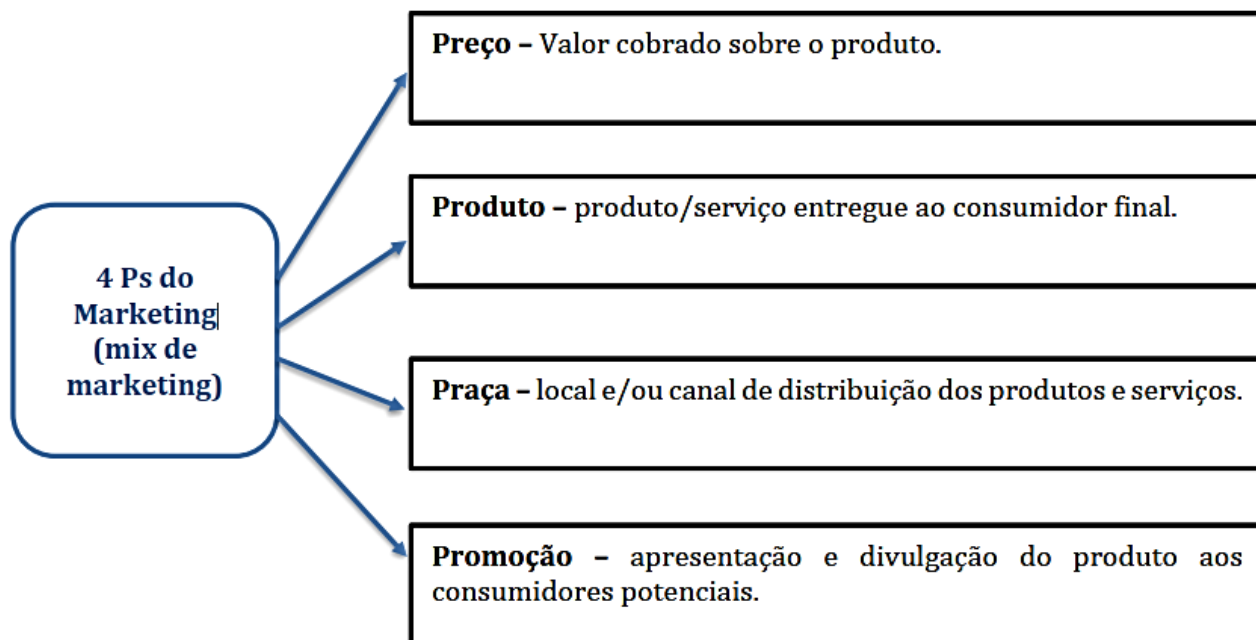 Preço – Valor cobrado sobre o produto.
Produto – produto/serviço entregue ao consumidor final.
4 Ps do
Marketing
(mix de
marketing)
Praça – local e/ou canal de distribuição dos produtos e serviços.
Promoção – apresentação e divulgação do produto aos
consumidores potenciais.